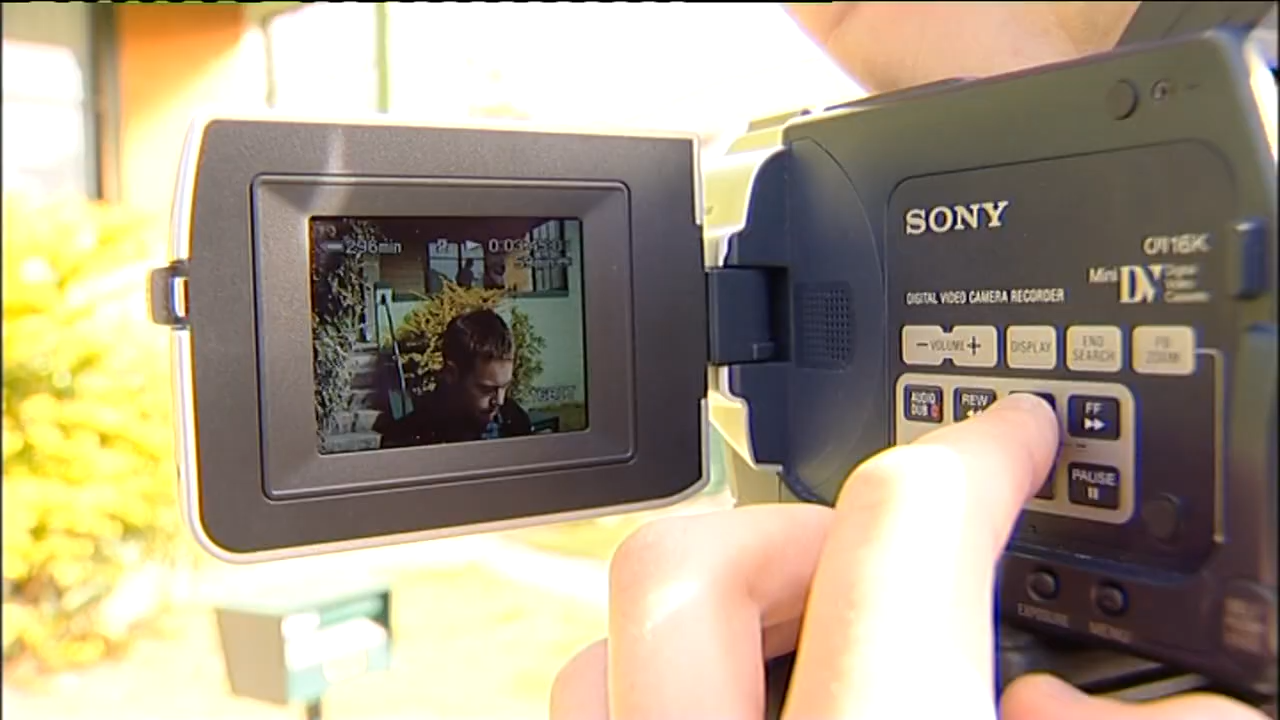 296min
SONY
Mini DV Digital Video Cassette
DIGITAL VIDEO CAMERA RECORDER
− VOLUME +
DISPLAY
END SEARCH
PB ZOOM
AUDIO DUB
REW
FF
PAUSE
EXPOSURE
MENU